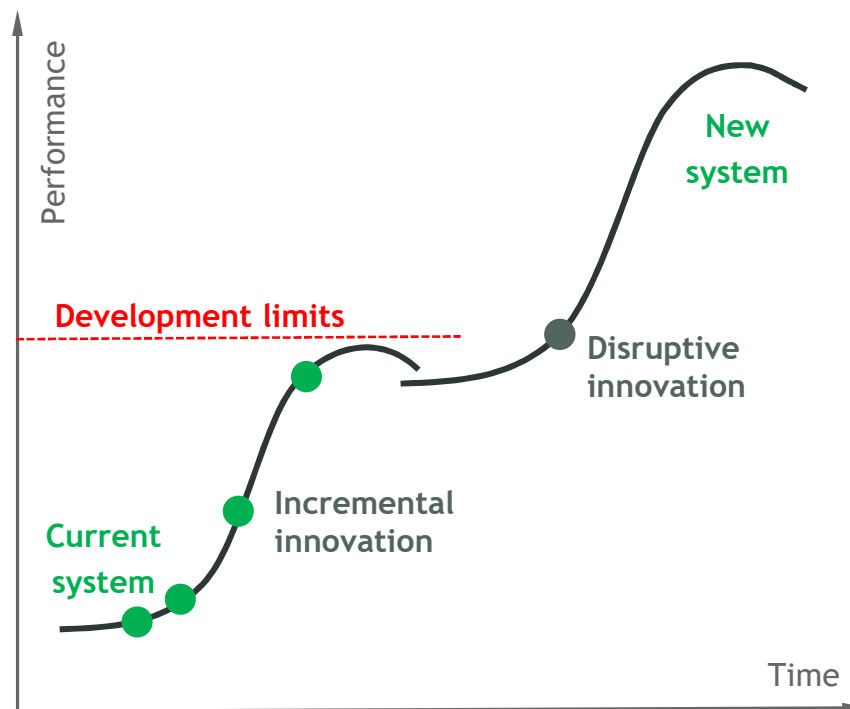 Performance
New
system
Development limits
Disruptive
innovation
Incremental
innovation
Current
system
Time